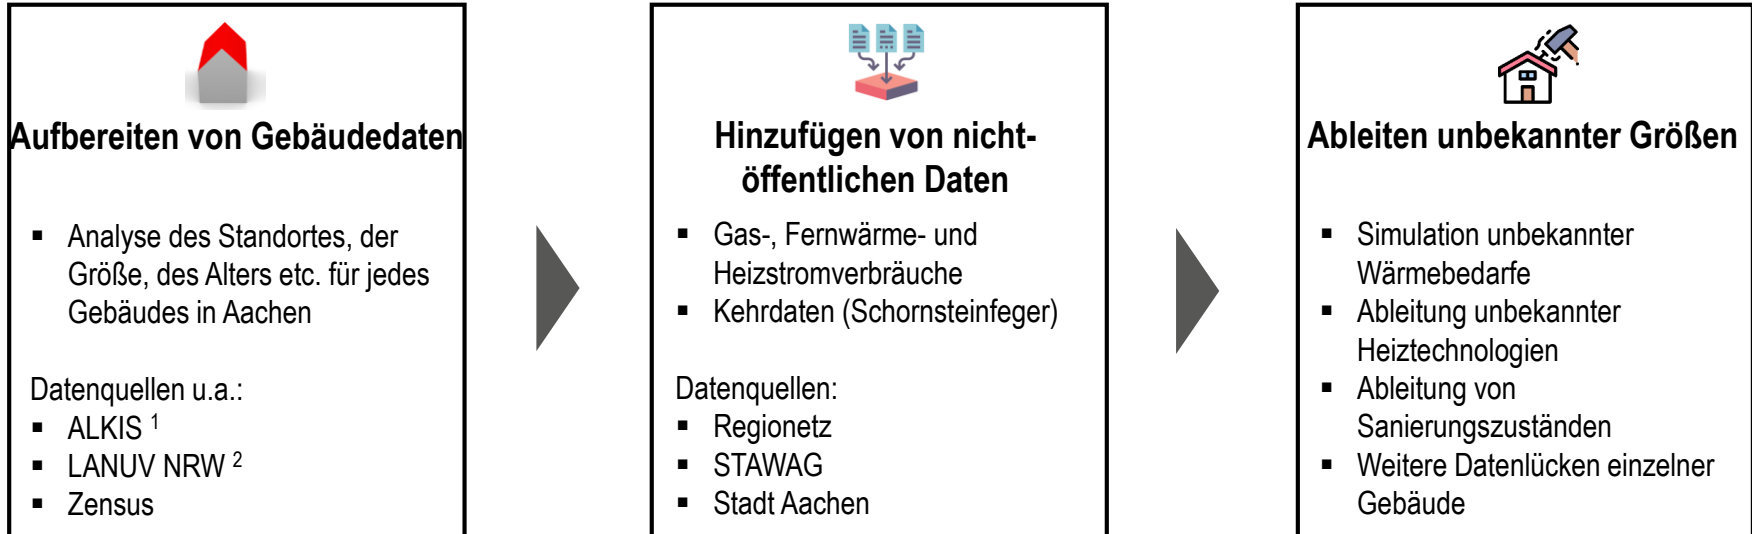 Aufbereiten von Gebäudedaten
▪ Analyse des Standortes, der
Größe, des Alters etc. für jedes
Gebäudes in Aachen
Datenquellen u.a.:
▪ ALKIS ¹
▪ LANUV NRW ²
▪ Zensus
Hinzufügen von nicht-
öffentlichen Daten
▪ Gas-, Fernwärme- und
Heizstromverbräuche
▪ Kehrdaten (Schornsteinfeger)
Datenquellen:
▪ Regionetz
▪ STAWAG
▪ Stadt Aachen
Ableiten unbekannter Größen
▪ Simulation unbekannter
Wärmebedarfe
▪ Ableitung unbekannter
Heiztechnologien
▪ Ableitung von
Sanierungszuständen
▪ Weitere Datenlücken einzelner
Gebäude